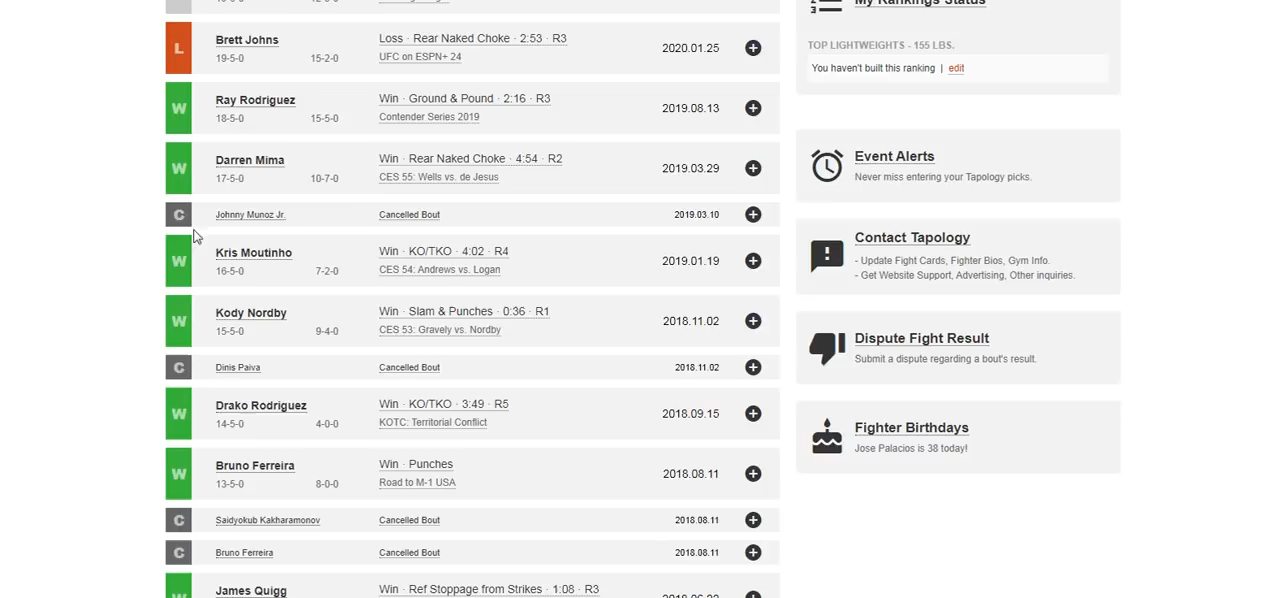 My Rankings Status
L
Brett Johns
Loss · Rear Naked Choke · 2:53 · R3
2020.01.25
19-5-0
15-2-0
UFC on ESPN+ 24
TOP LIGHTWEIGHTS - 155 LBS.
You haven't built this ranking | edit
W
Ray Rodriguez
Win · Ground & Pound · 2:16 · R3
2019.08.13
18-5-0
15-5-0
Contender Series 2019
W
Darren Mima
Win · Rear Naked Choke · 4:54 · R2
2019.03.29
17-5-0
10-7-0
CES 55: Wells vs. de Jesus
Event Alerts
Never miss entering your Tapology picks.
C
Johnny Munoz Jr.
Cancelled Bout
2019.03.10
W
Kris Moutinho
Win · KO/TKO · 4:02 · R4
2019.01.19
16-5-0
7-2-0
CES 54: Andrews vs. Logan
Contact Tapology
- Update Fight Cards, Fighter Bios, Gym Info.
- Get Website Support, Advertising, Other inquiries.
W
Kody Nordby
Win · Slam & Punches · 0:36 · R1
2018.11.02
15-5-0
9-4-0
CES 53: Gravely vs. Nordby
Dispute Fight Result
Submit a dispute regarding a bout's result.
C
Dinis Paiva
Cancelled Bout
2018.11.02
W
Drako Rodriguez
Win · KO/TKO · 3:49 · R5
2018.09.15
14-5-0
4-0-0
KOTC: Territorial Conflict
Fighter Birthdays
Jose Palacios is 38 today!
W
Bruno Ferreira
Win · Punches
2018.08.11
13-5-0
8-0-0
Road to M-1 USA
C
Saidyokub Kakharamonov
Cancelled Bout
2018.08.11
C
Bruno Ferreira
Cancelled Bout
2018.08.11
W
James Quigg
Win · Ref Stoppage from Strikes · 1:08 · R3